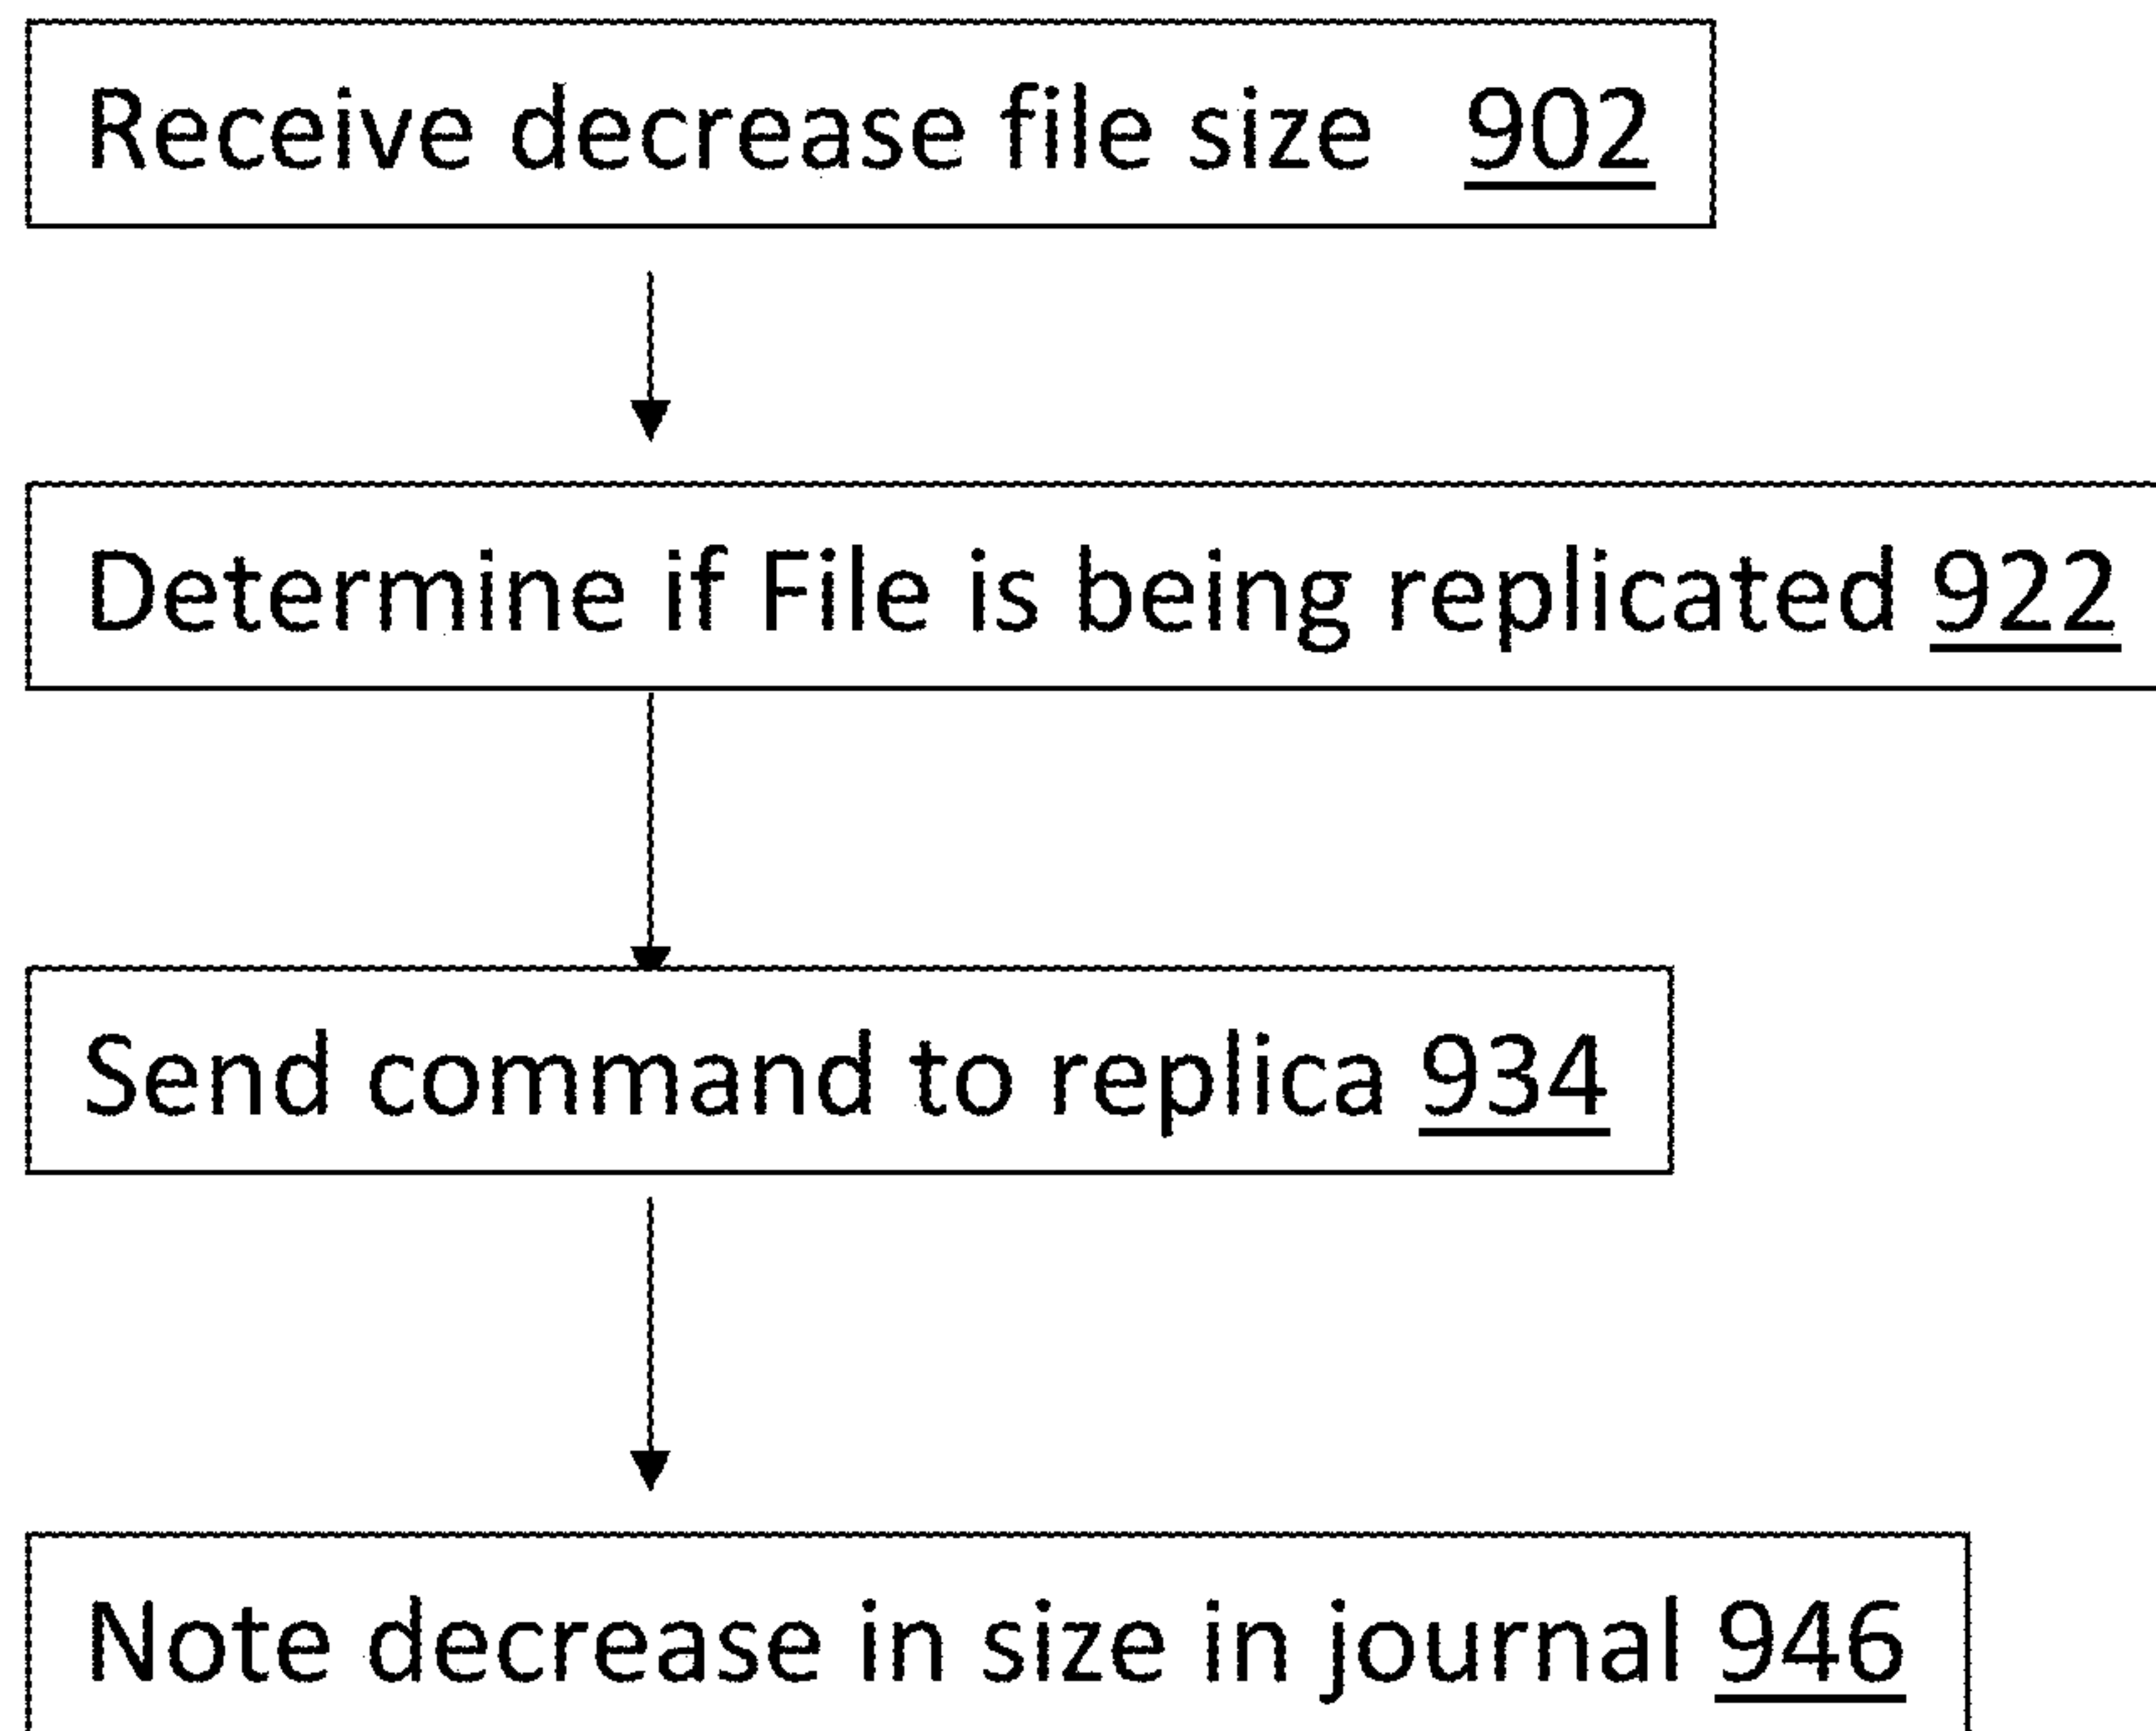 Receive decrease file size 902
Determine if File is being replicated 922
Send command to replica 934
Note decrease in size in journal 946